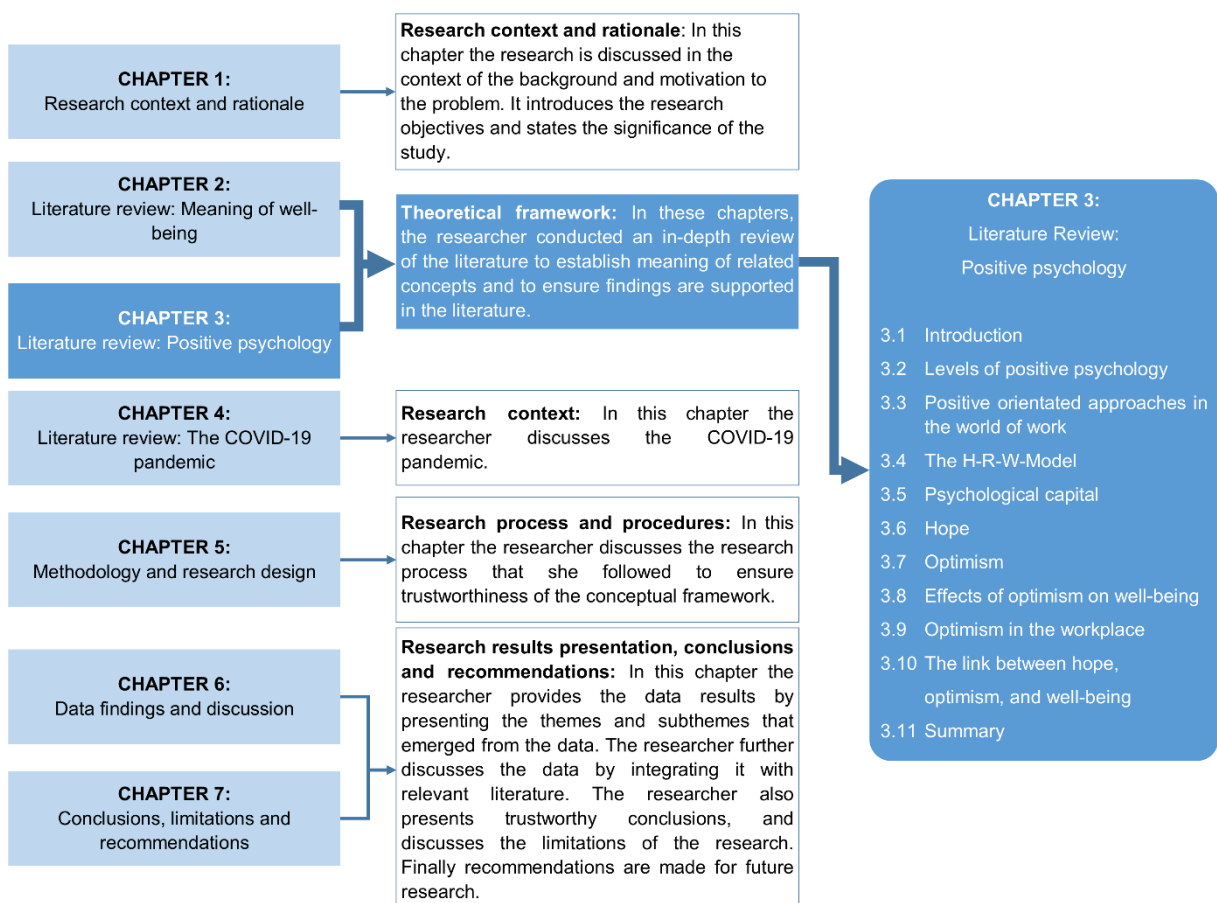 CHAPTER 1:
Research context and rationale
Research context and rationale: In this
chapter the research is discussed in the
context of the background and motivation to
the problem. It introduces the research
objectives and states the significance of the
study.
CHAPTER 2:
Literature review: Meaning of well-
being
CHAPTER 3:
Literature review: Positive psychology
Theoretical framework: In these chapters,
the researcher conducted an in-depth review
of the literature to establish meaning of related
concepts and to ensure findings are supported
in the literature.
CHAPTER 4:
Literature review: The COVID-19
pandemic
Research context: In this chapter the
researcher discusses the COVID-19
pandemic.
CHAPTER 5:
Methodology and research design
Research process and procedures: In this
chapter the researcher discusses the research
process that she followed to ensure
trustworthiness of the conceptual framework.
CHAPTER 6:
Data findings and discussion
CHAPTER 7:
Conclusions, limitations and
recommendations
Research results presentation, conclusions
and recommendations: In this chapter the
researcher provides the data results by
presenting the themes and subthemes that
emerged from the data. The researcher further
discusses the data by integrating it with
relevant literature. The researcher also
presents trustworthy conclusions, and
discusses the limitations of the research.
Finally recommendations are made for future
research.
CHAPTER 3:
Literature Review:
Positive psychology
3.1 Introduction
3.2 Levels of positive psychology
3.3 Positive orientated approaches in
the world of work
3.4 The H-R-W-Model
3.5 Psychological capital
3.6 Hope
3.7 Optimism
3.8 Effects of optimism on well-being
3.9 Optimism in the workplace
3.10 The link between hope,
optimism, and well-being
3.11 Summary